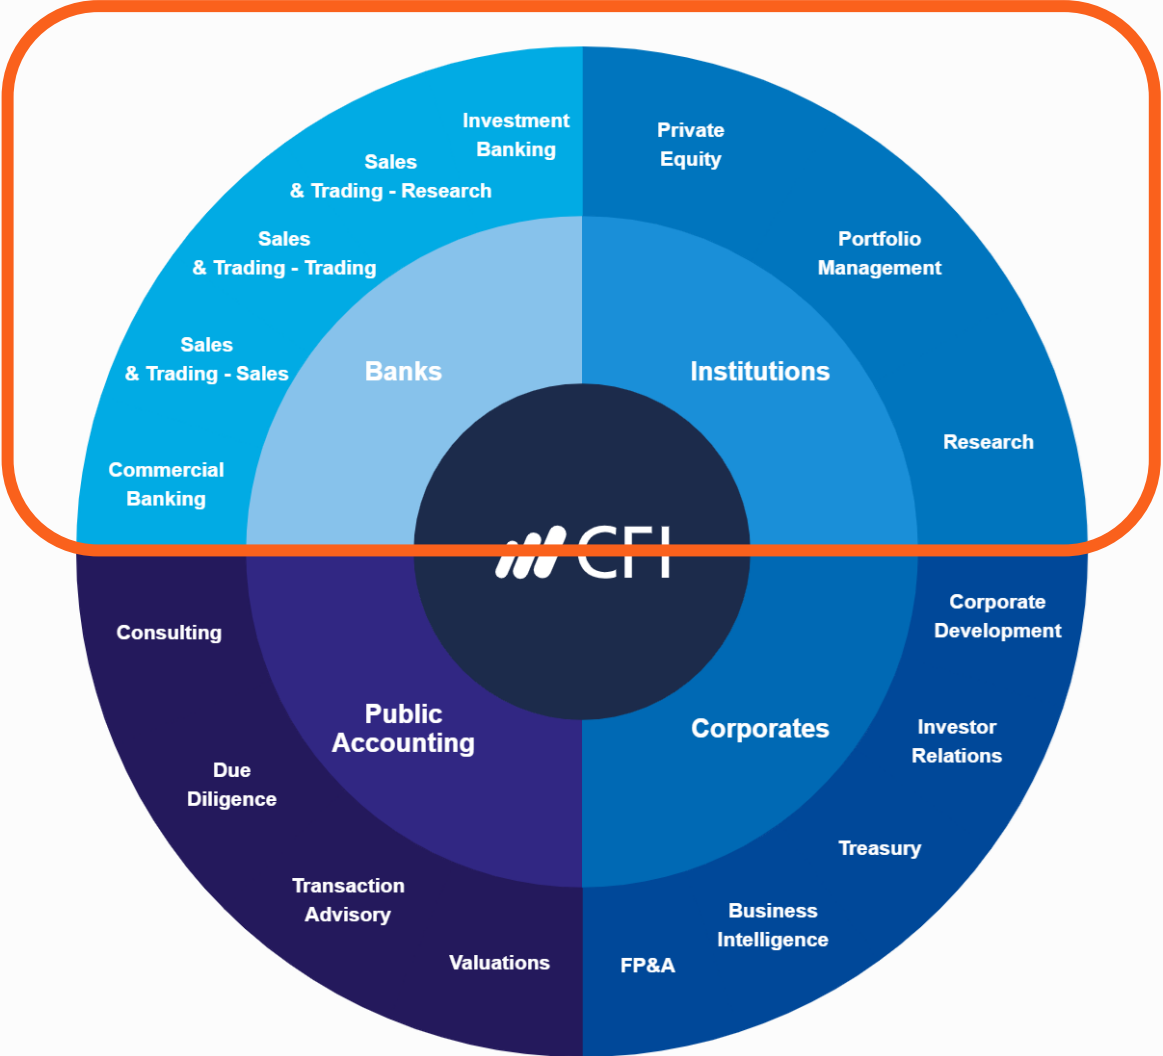 Investment
Banking
Sales
& Trading - Research
Sales
& Trading - Trading
Sales
& Trading - Sales
Commercial
Banking
Banks
Private
Equity
Portfolio
Management
Research
Institutions
CFI
Consulting
Due
Diligence
Transaction
Advisory
Valuations
Public
Accounting
Corporates
Corporate
Development
Investor
Relations
Treasury
Business
Intelligence
FP&A